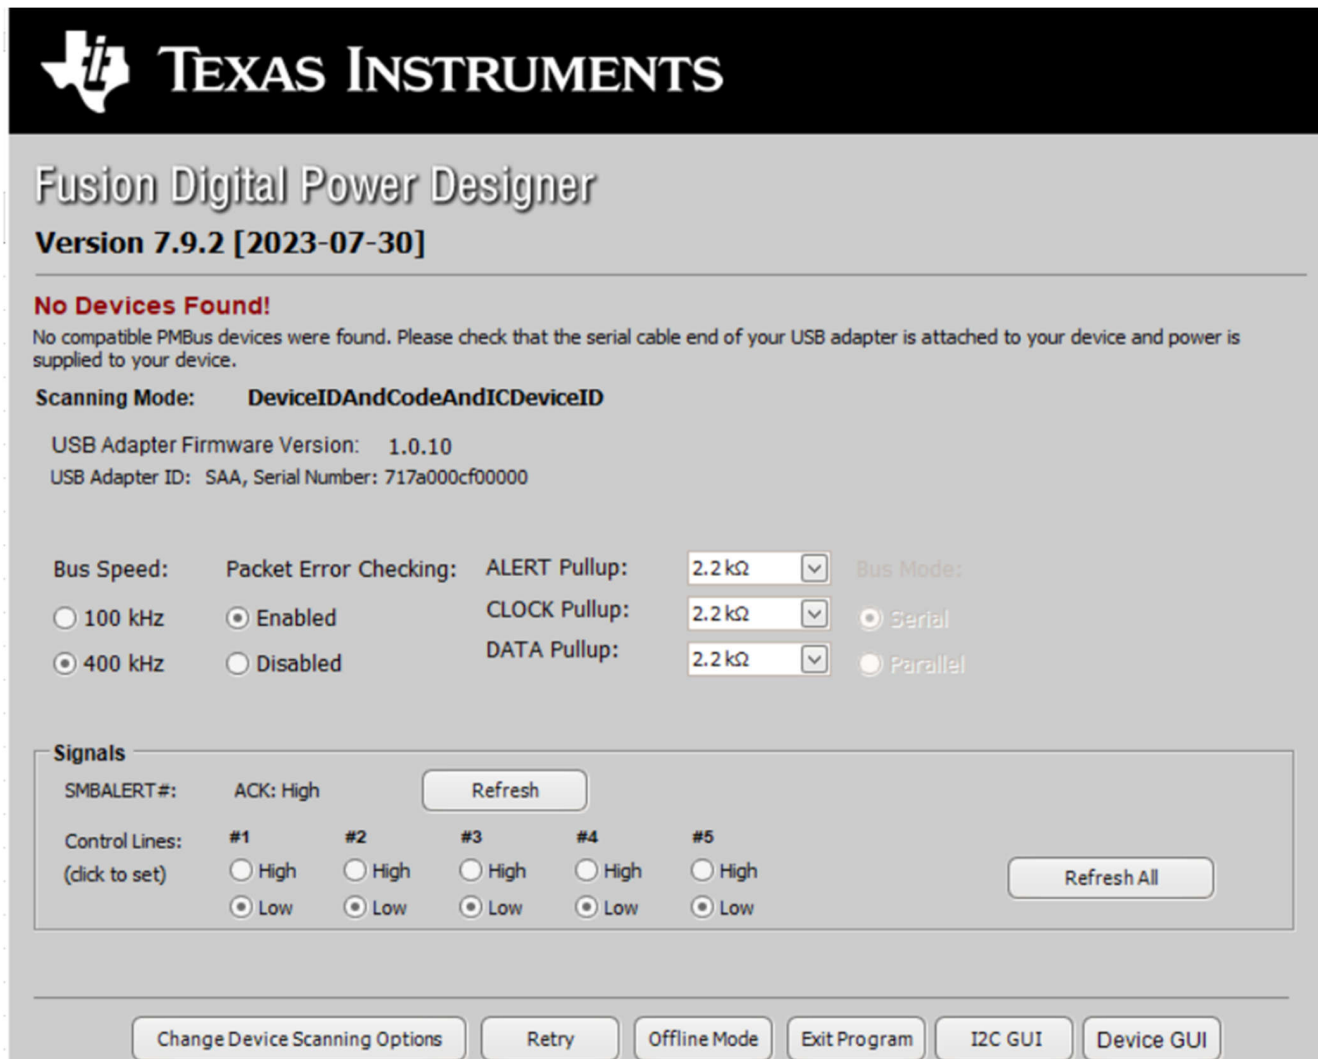 TEXAS INSTRUMENTS
Fusion Digital Power Designer
Version 7.9.2 [2023-07-30]
No Devices Found!
No compatible PMBus devices were found. Please check that the serial cable end of your USB adapter is attached to your device and power is
supplied to your device.
Scanning Mode: DeviceIDAndCodeAndICDeviceID
USB Adapter Firmware Version: 1.0.10
USB Adapter ID: SAA, Serial Number: 717a000cf00000
Bus Speed: Packet Error Checking: ALERT Pullup: 2.2 kΩ Bus Mode:
100 kHz Enabled CLOCK Pullup: 2.2 kΩ Serial
400 kHz Disabled DATA Pullup: 2.2 kΩ Parallel
Signals
SMBALERT#: ACK: High Refresh
Control Lines: #1 #2 #3 #4 #5
(click to set) High High High High High Refresh All
Low Low Low Low Low
Change Device Scanning Options Retry Offline Mode Exit Program I2C GUI Device GUI